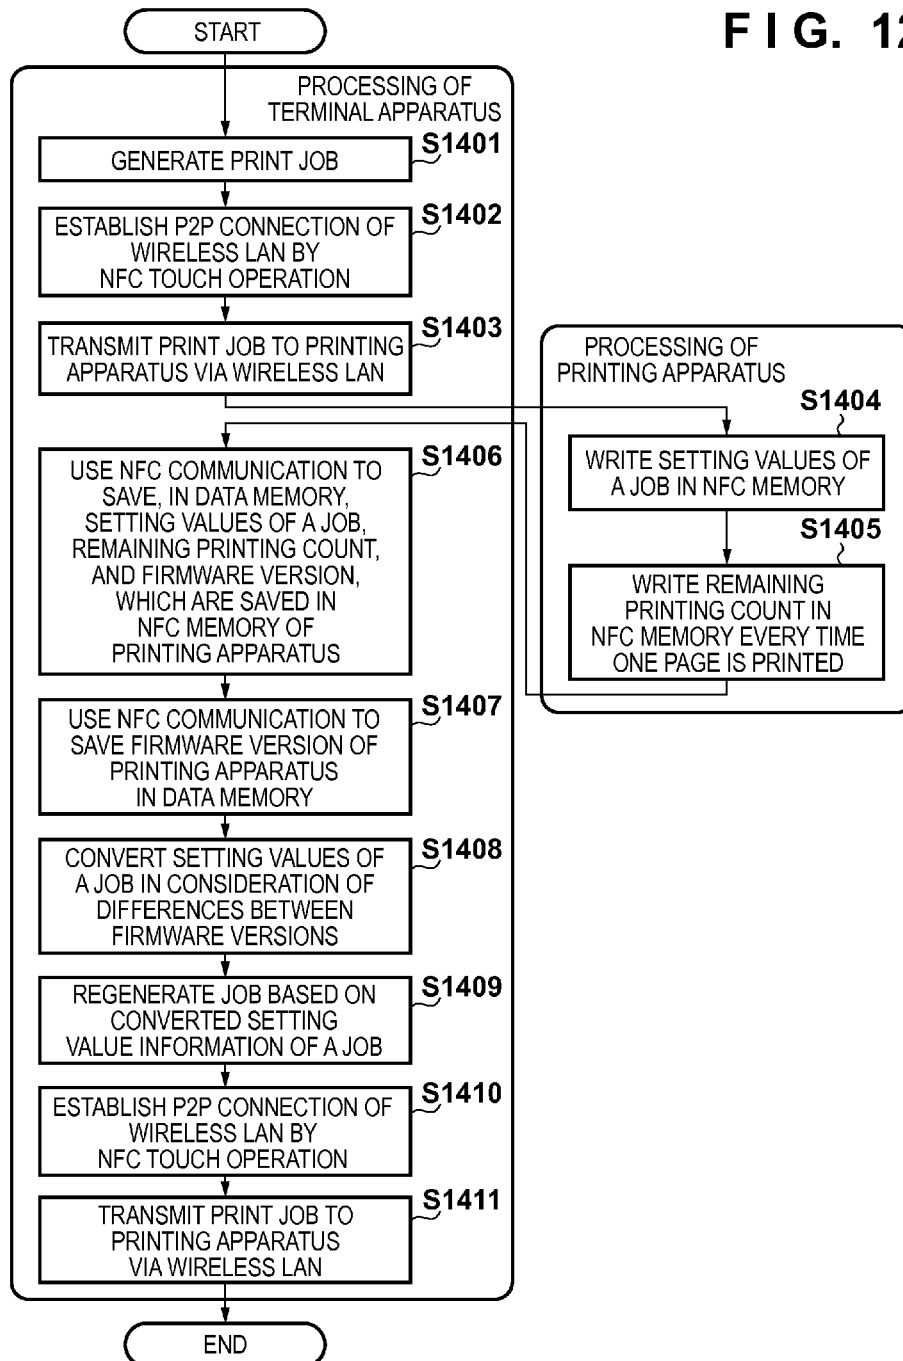 F I G. 12
START
PROCESSING OF
TERMINAL APPARATUS
S1401
GENERATE PRINT JOB
S1402
ESTABLISH P2P CONNECTION OF
WIRELESS LAN BY
NFC TOUCH OPERATION
S1403
TRANSMIT PRINT JOB TO PRINTING
APPARATUS VIA WIRELESS LAN
PROCESSING OF
PRINTING APPARATUS
S1404
WRITE SETTING VALUES OF
A JOB IN NFC MEMORY
S1405
WRITE REMAINING
PRINTING COUNT IN
NFC MEMORY EVERY TIME
ONE PAGE IS PRINTED
S1406
USE NFC COMMUNICATION TO
SAVE, IN DATA MEMORY,
SETTING VALUES OF A JOB,
REMAINING PRINTING COUNT,
AND FIRMWARE VERSION,
WHICH ARE SAVED IN
NFC MEMORY OF
PRINTING APPARATUS
S1407
USE NFC COMMUNICATION TO
SAVE FIRMWARE VERSION OF
PRINTING APPARATUS
IN DATA MEMORY
S1408
CONVERT SETTING VALUES OF
A JOB IN CONSIDERATION OF
DIFFERENCES BETWEEN
FIRMWARE VERSIONS
S1409
REGENERATE JOB BASED ON
CONVERTED SETTING
VALUE INFORMATION OF A JOB
S1410
ESTABLISH P2P CONNECTION OF
WIRELESS LAN BY
NFC TOUCH OPERATION
S1411
TRANSMIT PRINT JOB TO
PRINTING APPARATUS
VIA WIRELESS LAN
END